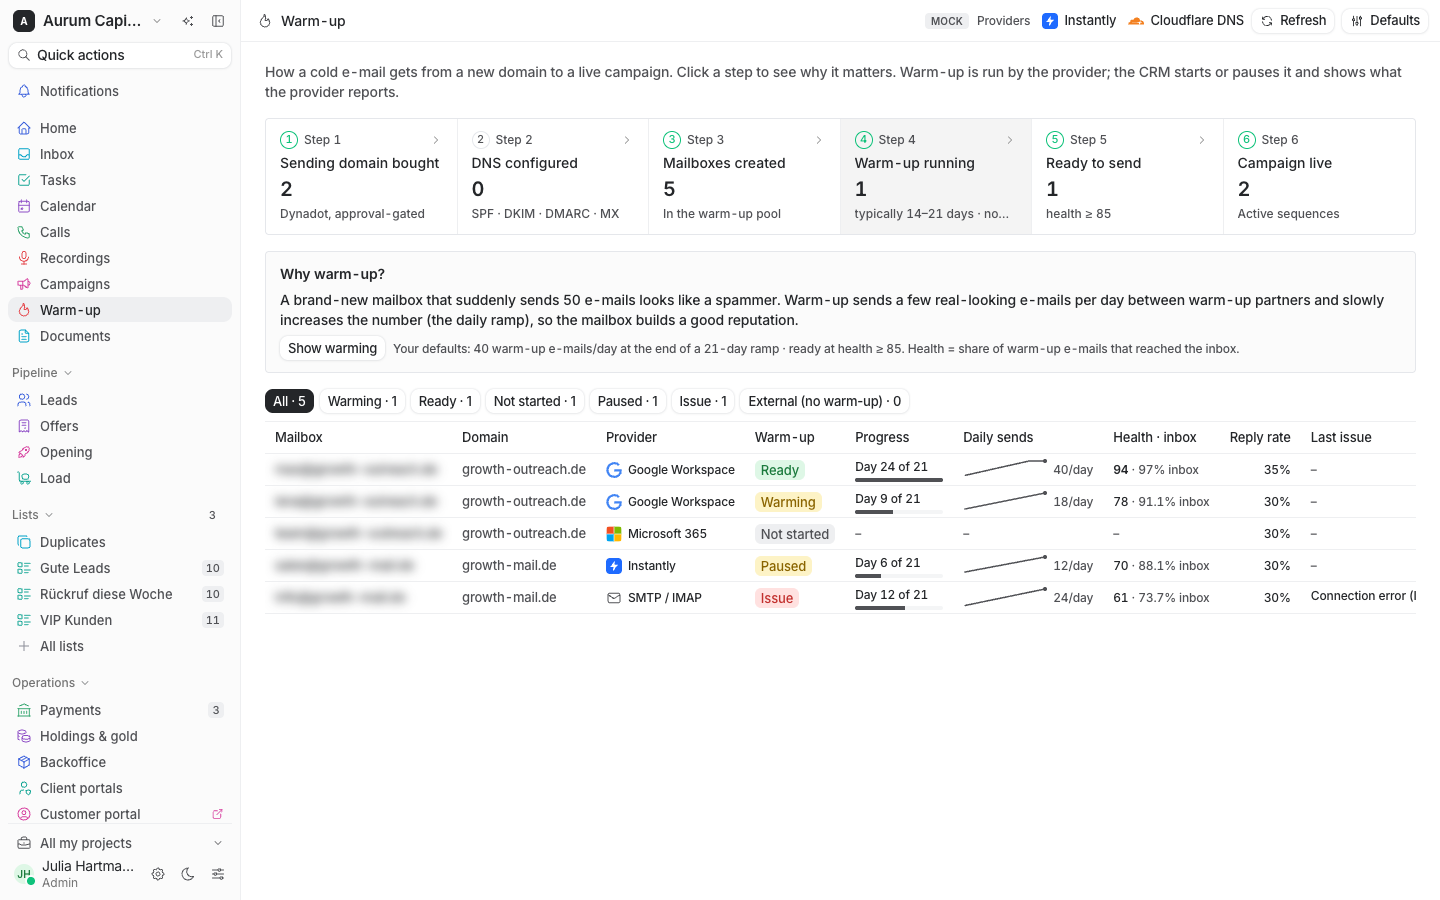 A Aurum Capi...
Quick actions Ctrl K
Notifications
Home
Inbox
Tasks
Calendar
Calls
Recordings
Campaigns
Warm-up
Documents
Pipeline
Leads
Offers
Opening
Load
Lists 3
Duplicates
Gute Leads 10
Rückruf diese Woche 10
VIP Kunden 11
All lists
Operations
Payments 3
Holdings & gold
Backoffice
Client portals
Customer portal
All my projects
JH Julia Hartma...
Admin
Warm-up
MOCK Providers Instantly Cloudflare DNS Refresh Defaults
How a cold e-mail gets from a new domain to a live campaign. Click a step to see why it matters. Warm-up is run by the provider; the CRM starts or pauses it and shows what
the provider reports.
1 Step 1
Sending domain bought
2
Dynadot, approval-gated
2 Step 2
DNS configured
0
SPF · DKIM · DMARC · MX
3 Step 3
Mailboxes created
5
In the warm-up pool
4 Step 4
Warm-up running
1
typically 14–21 days · no...
5 Step 5
Ready to send
1
health ≥ 85
6 Step 6
Campaign live
2
Active sequences
Why warm-up?
A brand-new mailbox that suddenly sends 50 e-mails looks like a spammer. Warm-up sends a few real-looking e-mails per day between warm-up partners and slowly
increases the number (the daily ramp), so the mailbox builds a good reputation.
Show warming Your defaults: 40 warm-up e-mails/day at the end of a 21-day ramp · ready at health ≥ 85. Health = share of warm-up e-mails that reached the inbox.
All · 5 Warming · 1 Ready · 1 Not started · 1 Paused · 1 Issue · 1 External (no warm-up) · 0
Mailbox Domain Provider Warm-up Progress Daily sends Health · inbox Reply rate Last issue
growth-outreach.de Google Workspace Ready Day 24 of 21 40/day 94 · 97% inbox 35% –
growth-outreach.de Google Workspace Warming Day 9 of 21 18/day 78 · 91.1% inbox 30% –
growth-outreach.de Microsoft 365 Not started – – – 30% –
growth-mail.de Instantly Paused Day 6 of 21 12/day 70 · 88.1% inbox 30% –
growth-mail.de SMTP / IMAP Issue Day 12 of 21 24/day 61 · 73.7% inbox 30% Connection error (I